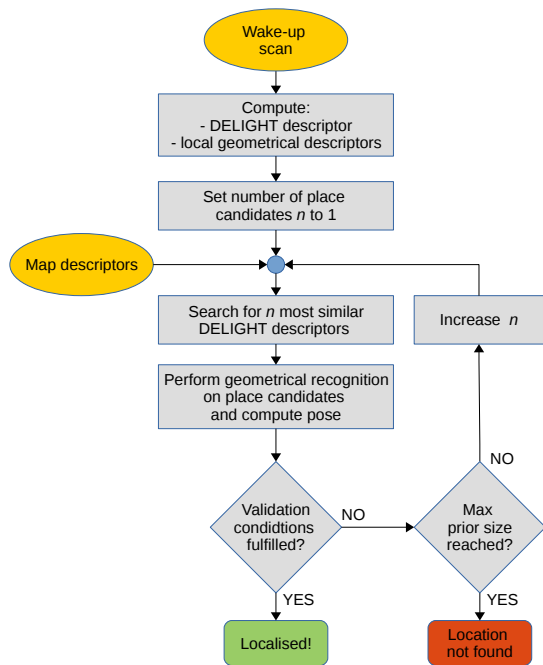 Wake-up
scan
Compute:
- DELIGHT descriptor
- local geometrical descriptors
Set number of place
candidates n to 1
Map descriptors
Search for n most similar
DELIGHT descriptors
Increase n
Perform geometrical recognition
on place candidates
and compute pose
NO
Validation
condidtions
fulfilled?
NO
Max
prior size
reached?
YES
YES
Localised!
Location
not found